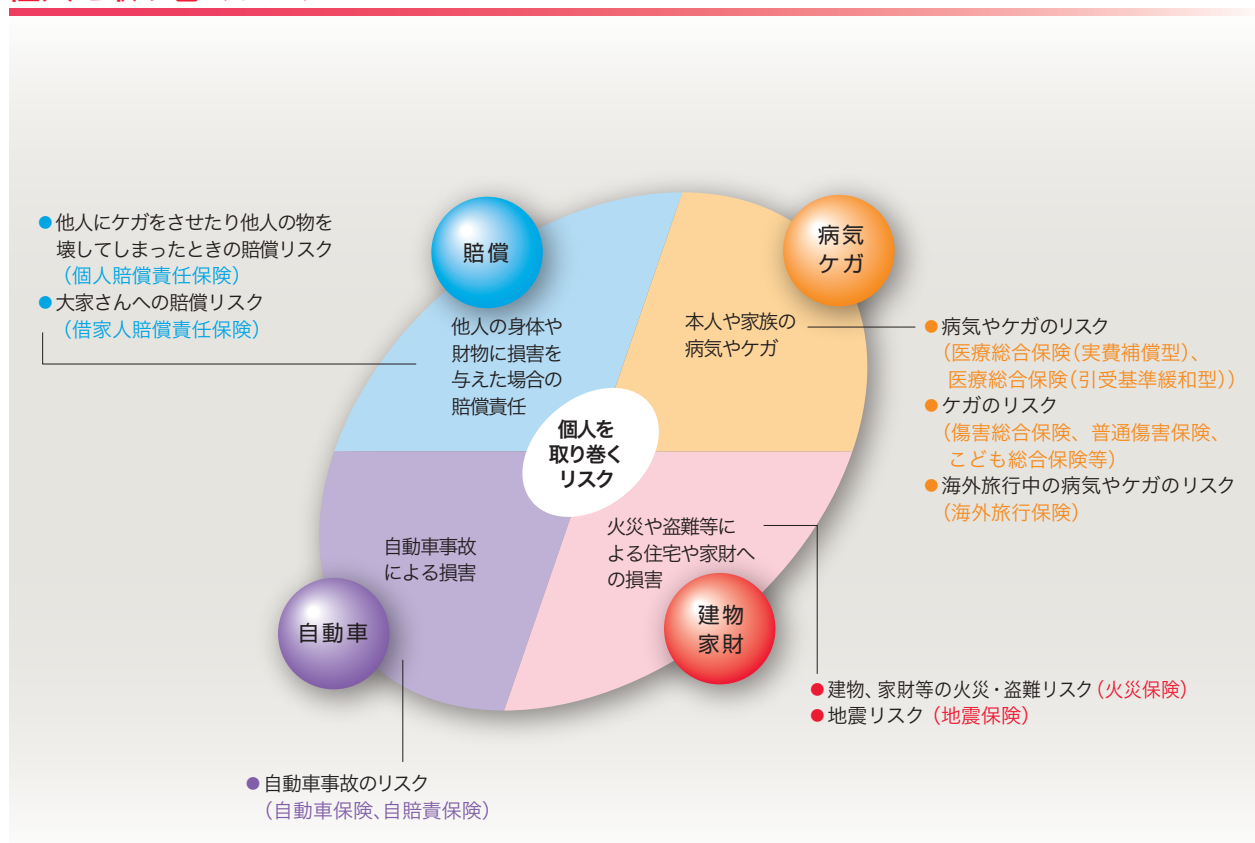 賠償
●他人にケガをさせたり他人の物を
壊してしまったときの賠償リスク
（個人賠償責任保険）
●大家さんへの賠償リスク
（借家人賠償責任保険）
他人の身体や
財物に損害を
与えた場合の
賠償責任
病気
ケガ
本人や家族の
病気やケガ
●病気やケガのリスク
（医療総合保険（実費補償型）、
医療総合保険（引受基準緩和型））
●ケガのリスク
（傷害総合保険、普通傷害保険、
こども総合保険等）
●海外旅行中の病気やケガのリスク
（海外旅行保険）
個人を
取り巻く
リスク
自動車事故
による損害
自動車
●自動車事故のリスク
（自動車保険、自賠責保険）
火災や盗難等に
よる住宅や家財へ
の損害
建物
家財
●建物、家財等の火災・盗難リスク（火災保険）
●地震リスク（地震保険）